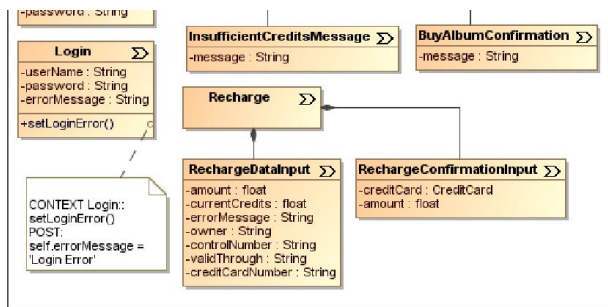 -password : String
Login
-userName : String
-password : String
-errorMessage : String
+setLoginError()
CONTEXT Login::
setLoginError()
POST:
self.errorMessage =
'Login Error'
InsufficientCreditsMessage
-message : String
BuyAlbumConfirmation
-message : String
Recharge
RechargeDataInput
-amount : float
-currentCredits : float
-errorMessage : String
-owner : String
-controlNumber : String
-validThrough : String
-creditCardNumber : String
RechargeConfirmationInput
-creditCard : CreditCard
-amount : float